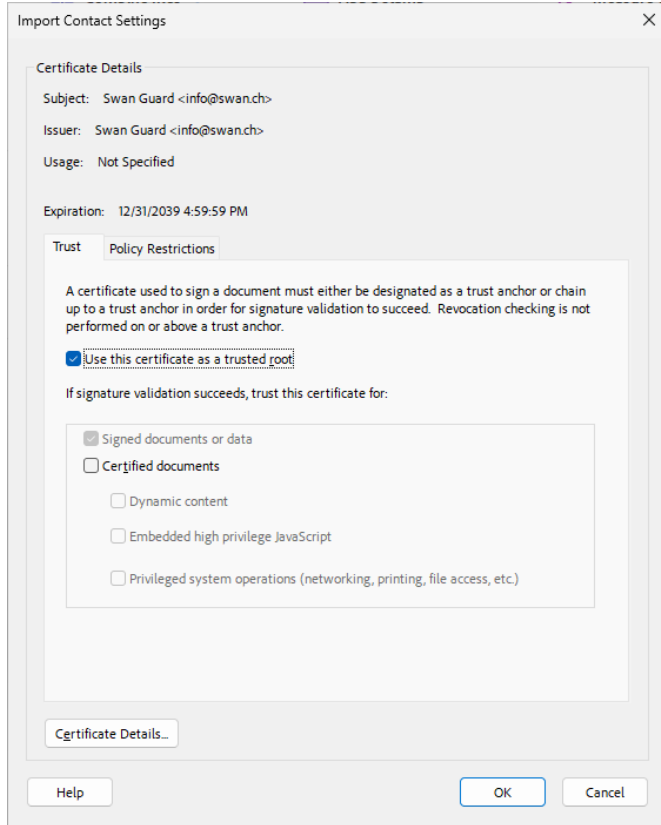 Import Contact Settings
Certificate Details
Subject: Swan Guard <info@swan.ch>
Issuer: Swan Guard <info@swan.ch>
Usage: Not Specified
Expiration: 12/31/2039 4:59:59 PM
Trust
Policy Restrictions
A certificate used to sign a document must either be designated as a trust anchor or chain
up to a trust anchor in order for signature validation to succeed. Revocation checking is not
performed on or above a trust anchor.
Use this certificate as a trusted root
If signature validation succeeds, trust this certificate for:
Signed documents or data
Certified documents
Dynamic content
Embedded high privilege JavaScript
Privileged system operations (networking, printing, file access, etc.)
Certificate Details...
Help
OK
Cancel